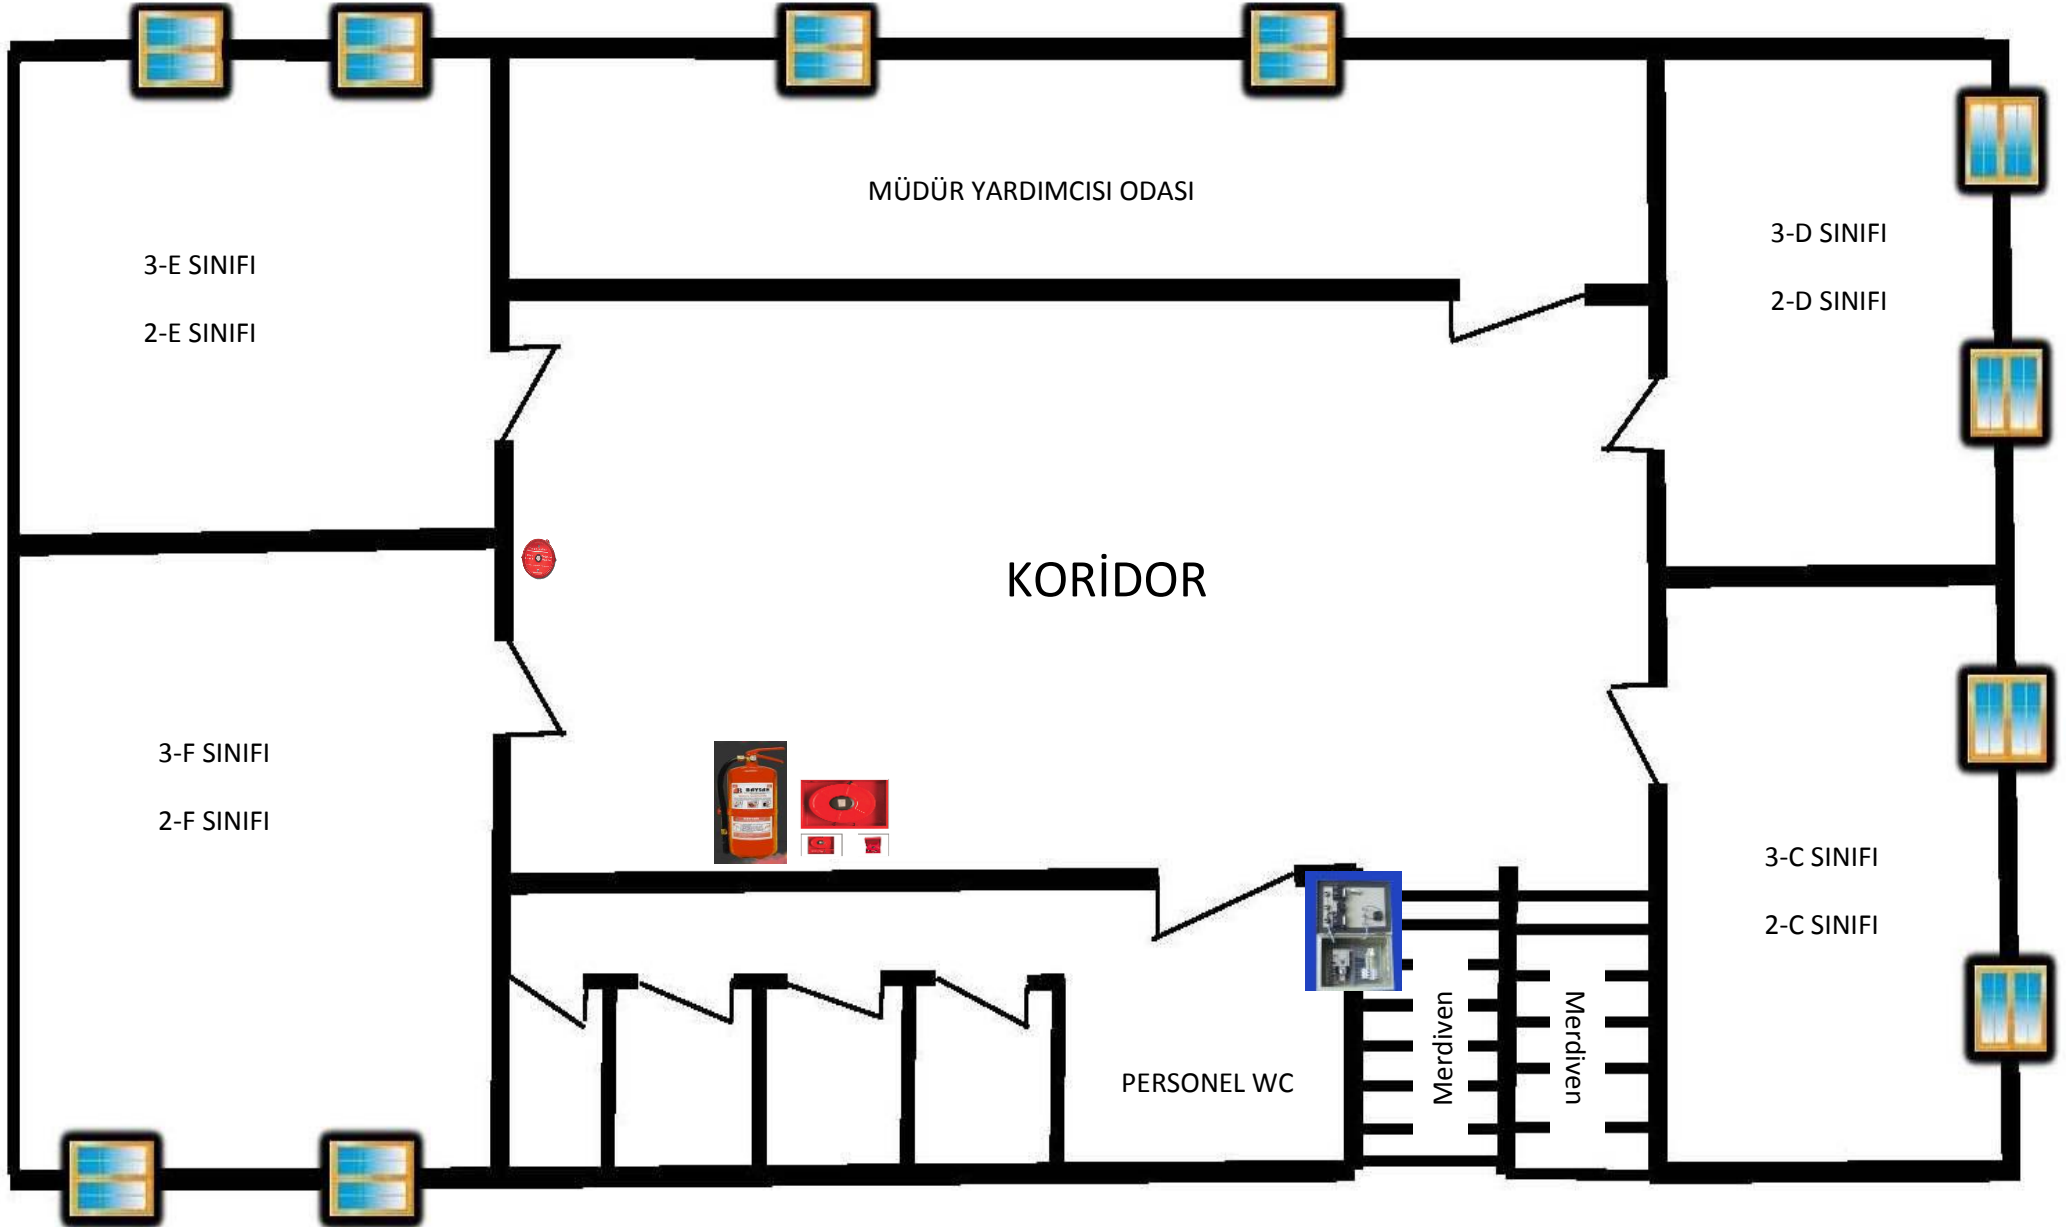 MÜDÜR YARDIMCISI ODASI
3-E SINIFI
2-E SINIFI
3-D SINIFI
2-D SINIFI
KORİDOR
3-F SINIFI
2-F SINIFI
3-C SINIFI
2-C SINIFI
PERSONEL WC
Merdiven
Merdiven